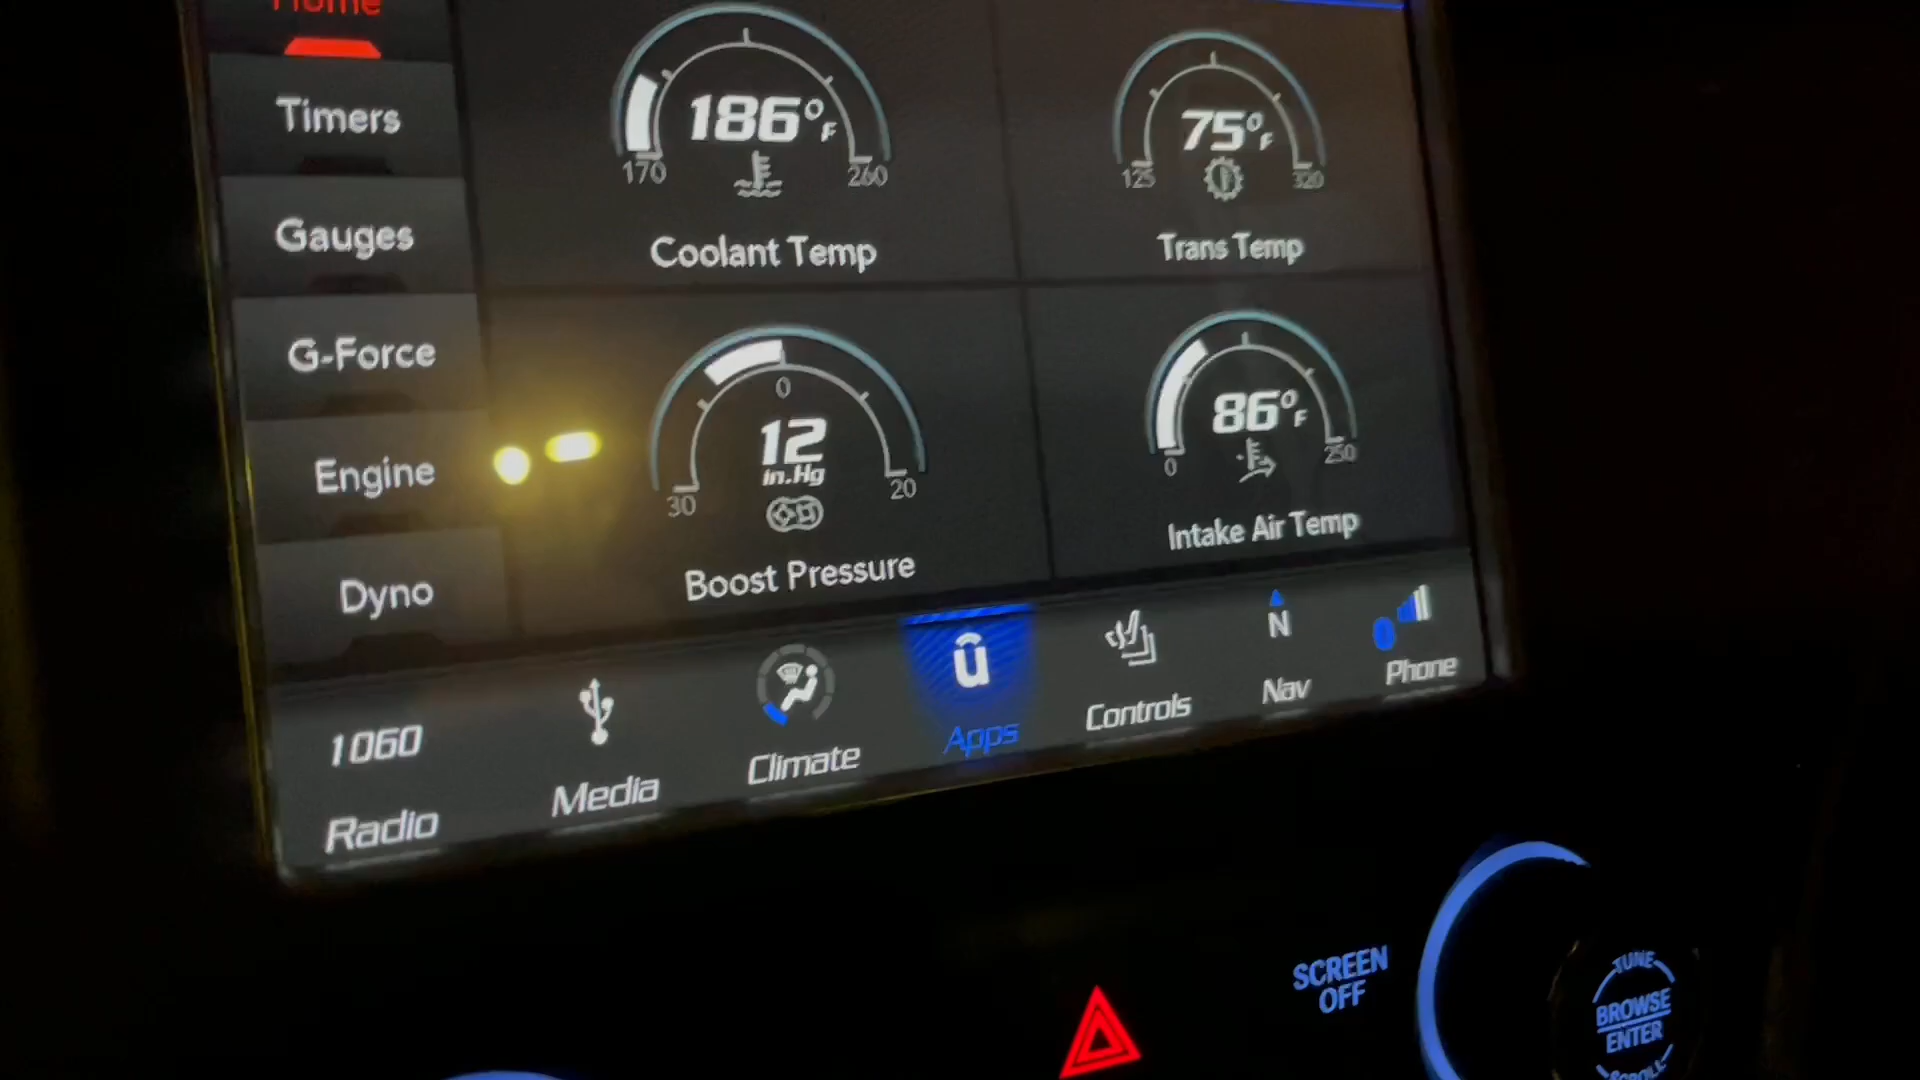 Home
Timers
Gauges
G-Force
Engine
Dyno
186°F
170
260
Coolant Temp
75°F
125
320
Trans Temp
0
12
in.Hg
30
20
Boost Pressure
86°F
0
250
Intake Air Temp
1060
Radio
Media
Climate
Apps
Controls
N
Nav
Phone
SCREEN
OFF
TUNE
BROWSE
ENTER
SCROLL